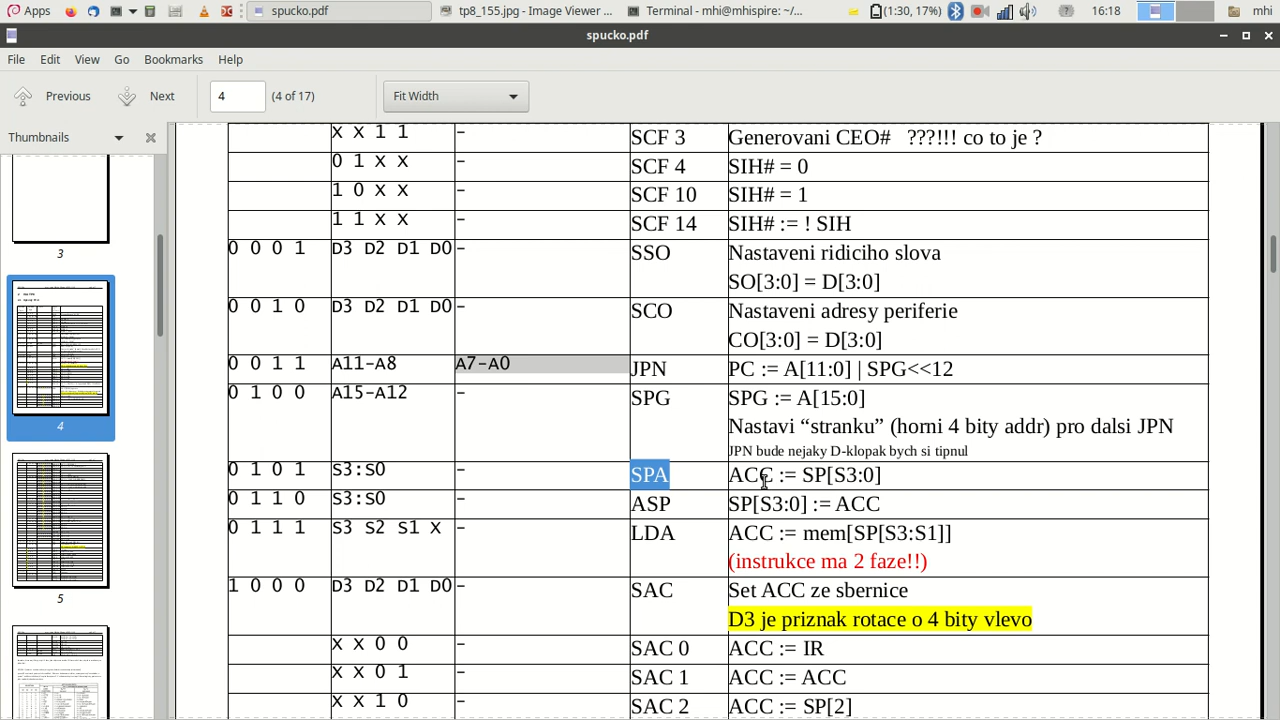 Apps spucko.pdf tp8_155.jpg - Image Viewer ... Terminal - mhi@mhispire: ~/... (1:30, 17%) ? 16:18 mhi
spucko.pdf
File Edit View Go Bookmarks Help
Previous Next 4 (4 of 17) Fit Width
Thumbnails
3
4
5
X X 1 1 – SCF 3 Generovani CEO# ???!!! co to je ?
0 1 X X – SCF 4 SIH# = 0
1 0 X X – SCF 10 SIH# = 1
1 1 X X – SCF 14 SIH# := ! SIH
0 0 0 1 D3 D2 D1 D0 – SSO Nastaveni ridiciho slova
SO[3:0] = D[3:0]
0 0 1 0 D3 D2 D1 D0 – SCO Nastaveni adresy periferie
CO[3:0] = D[3:0]
0 0 1 1 A11–A8 A7–A0 JPN PC := A[11:0] | SPG<<12
0 1 0 0 A15–A12 – SPG SPG := A[15:0]
Nastavi “stranku” (horni 4 bity addr) pro dalsi JPN
JPN bude nejaky D-klopak bych si tipnul
0 1 0 1 S3:S0 – SPA ACC := SP[S3:0]
0 1 1 0 S3:S0 – ASP SP[S3:0] := ACC
0 1 1 1 S3 S2 S1 X – LDA ACC := mem[SP[S3:S1]]
(instrukce ma 2 faze!!)
1 0 0 0 D3 D2 D1 D0 – SAC Set ACC ze sbernice
D3 je priznak rotace o 4 bity vlevo
X X 0 0 – SAC 0 ACC := IR
X X 0 1 – SAC 1 ACC := ACC
X X 1 0 – SAC 2 ACC := SP[2]